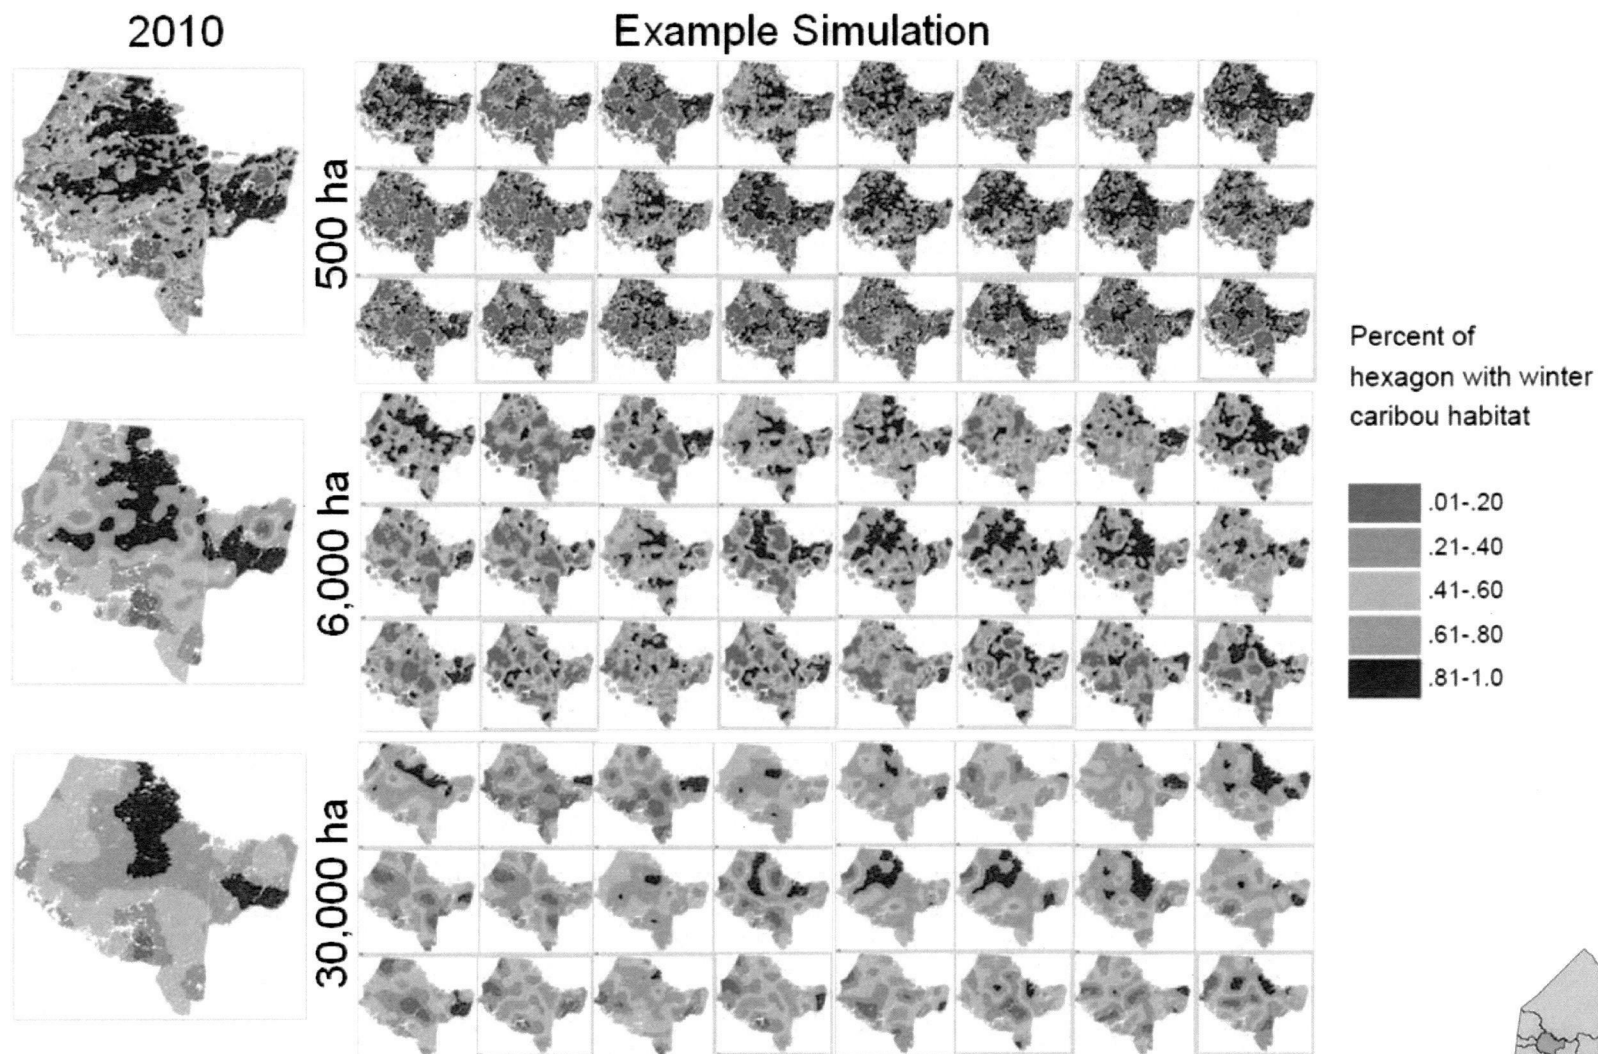 2010
Example Simulation
500 ha
6,000 ha
30,000 ha
Percent of
hexagon with winter
caribou habitat
.01-.20
.21-.40
.41-.60
.61-.80
.81-1.0